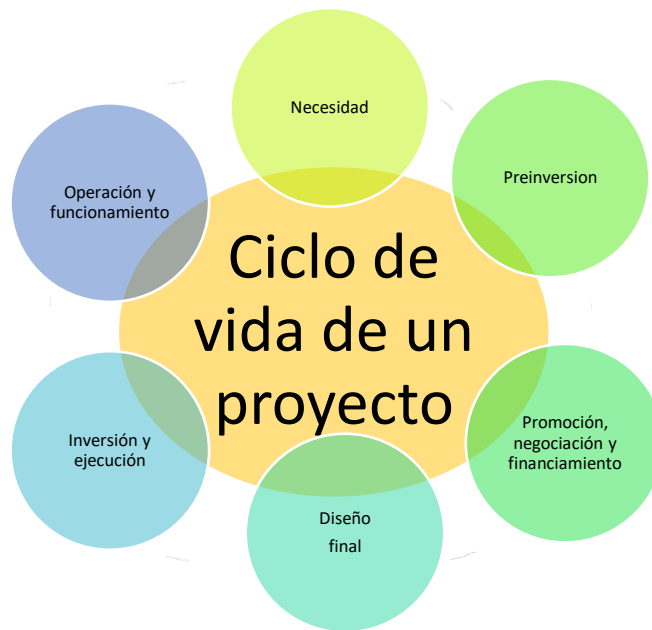 Necesidad
Preinversion
Promoción,
negociación y
financiamiento
Diseño
final
Inversión y
ejecución
Operación y
funcionamiento
Ciclo de
vida de un
proyecto